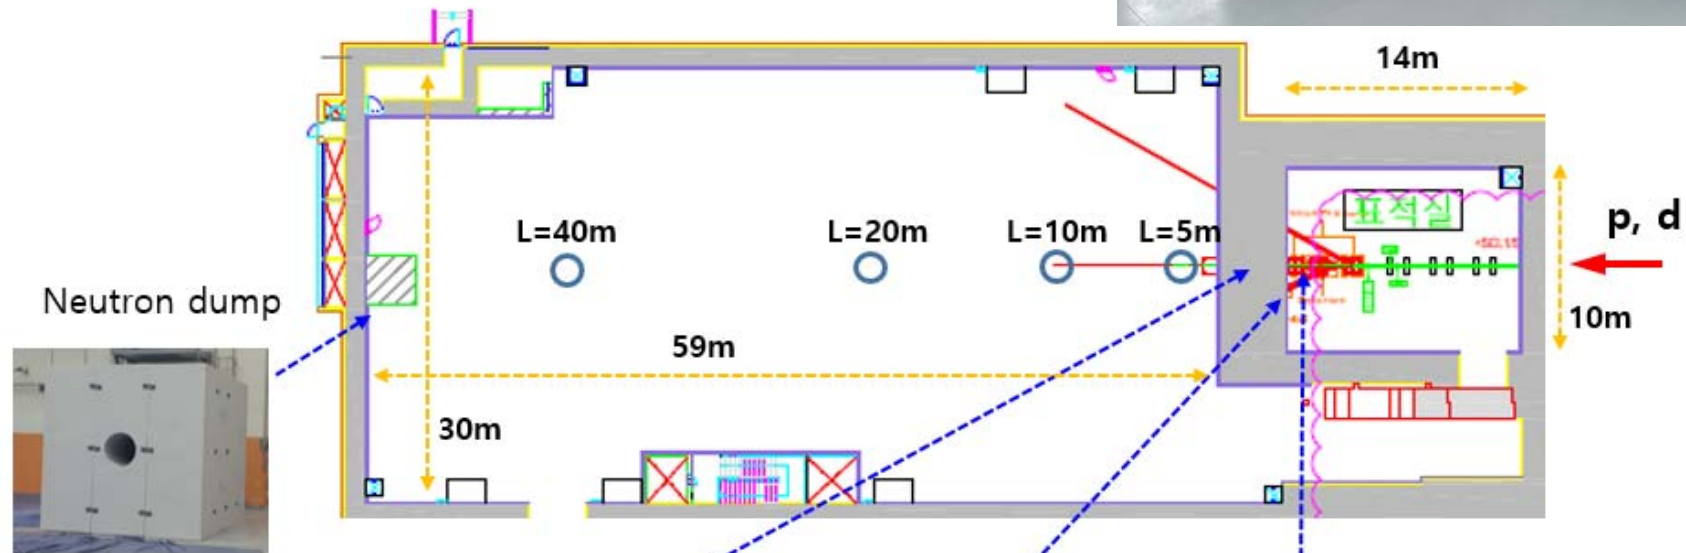 14m
L=40m
L=20m
L=10m
L=5m
표적실
p, d
10m
Neutron dump
59m
30m